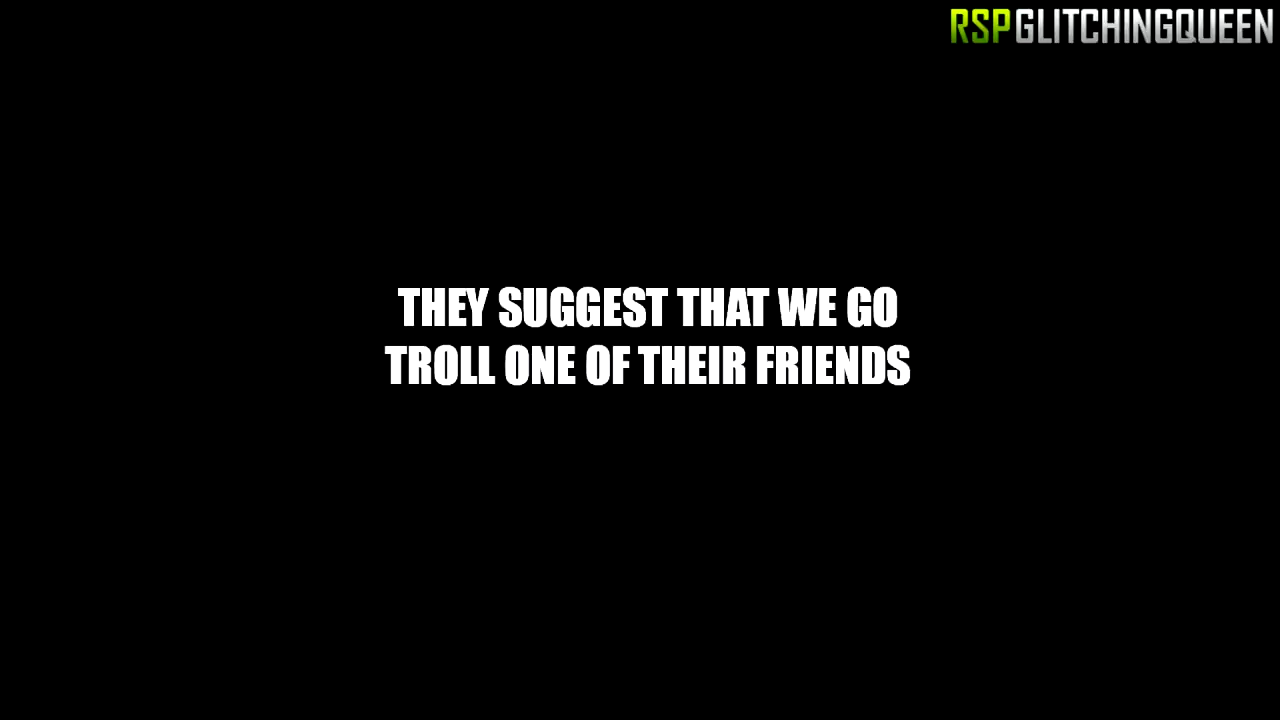 RSPGLITCHINGQUEEN
THEY SUGGEST THAT WE GO
TROLL ONE OF THEIR FRIENDS